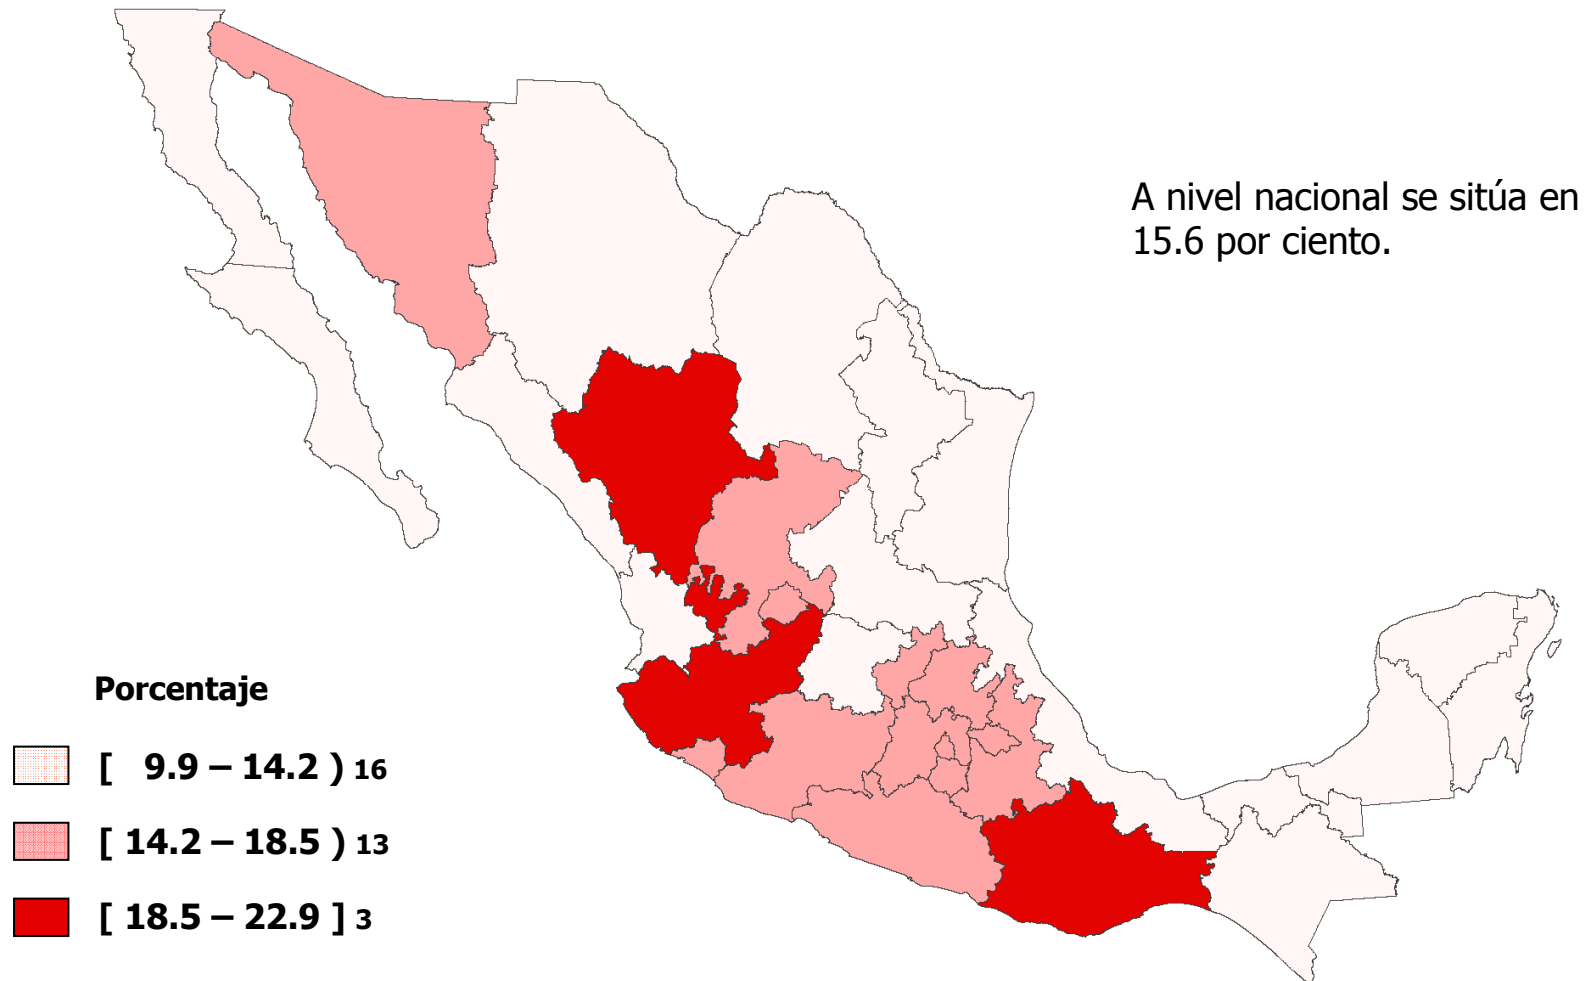 A nivel nacional se sitúa en
15.6 por ciento.
Porcentaje
[ 9.9 – 14.2 ) 16
[ 14.2 – 18.5 ) 13
[ 18.5 – 22.9 ] 3